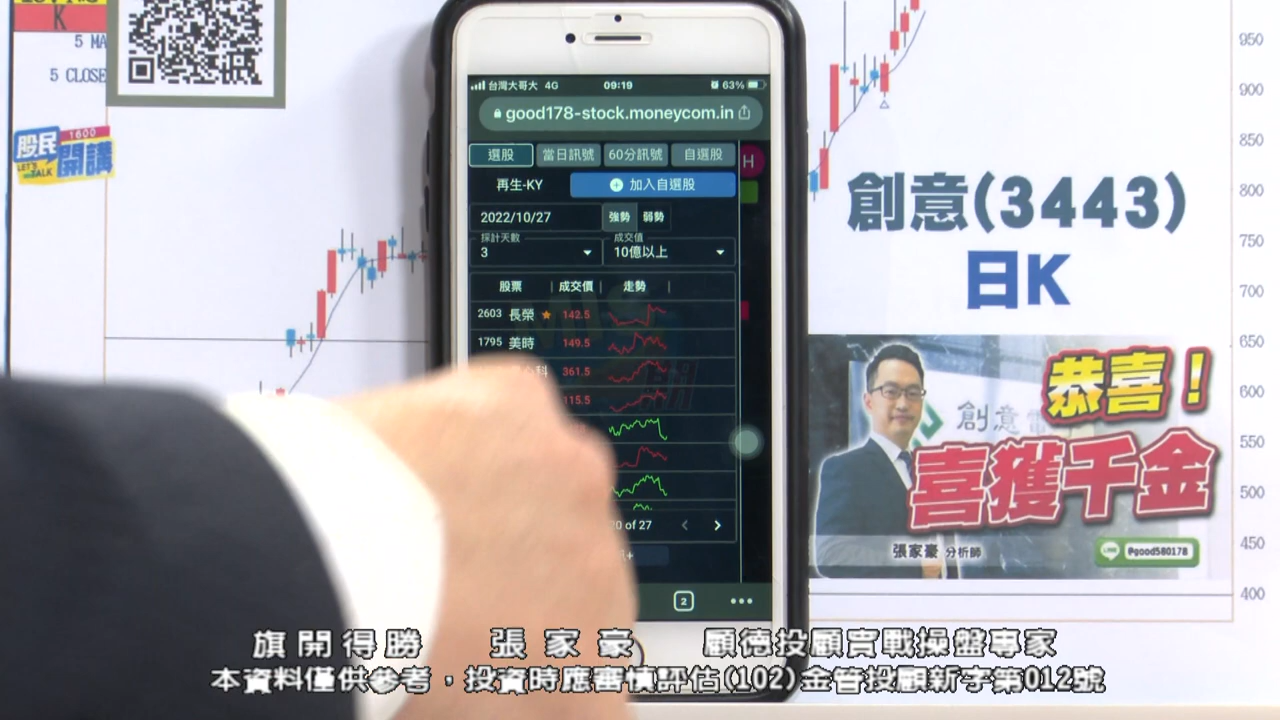 K
5 MA
5 CLOSE
股民
1600
LET'S TALK
開講
台灣大哥大 4G
09:19
63%
good178-stock.moneycom.in
選股
當日訊號
60分訊號
自選股
再生-KY
加入自選股
2022/10/27
強勢
弱勢
探計天數
3
成交值
10億以上
股票
成交價
走勢
2603 長榮 142.5
1795 美時 149.5
361.5
115.5
of 27
2
H
創意(3443)
日K
恭喜！
喜獲千金
創意
張家豪 分析師
LINE
@good580178
950
900
850
800
750
700
650
600
550
500
450
400
旗開得勝 張家豪 顧德投顧實戰操盤專家
本資料僅供參考，投資時應審慎評估(102)金管投顧新字第012號